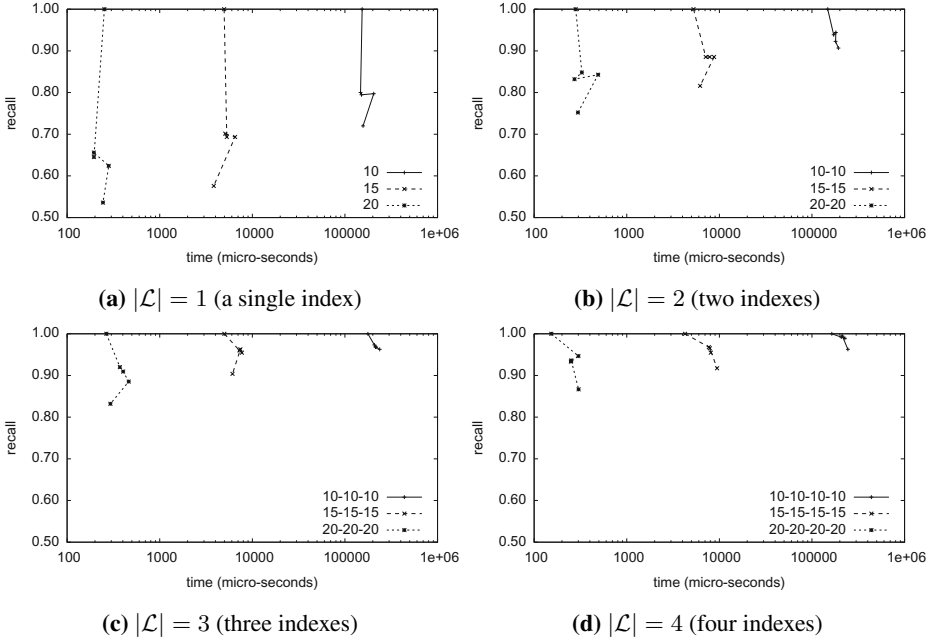 1.00
0.90
0.80
0.70
0.60
0.50
recall
10
15
20
100 1000 10000 100000 1e+06
time (micro-seconds)
(a) |ℒ| = 1 (a single index)
1.00
0.90
0.80
0.70
0.60
0.50
recall
10-10
15-15
20-20
100 1000 10000 100000 1e+06
time (micro-seconds)
(b) |ℒ| = 2 (two indexes)
1.00
0.90
0.80
0.70
0.60
0.50
recall
10-10-10
15-15-15
20-20-20
100 1000 10000 100000 1e+06
time (micro-seconds)
(c) |ℒ| = 3 (three indexes)
1.00
0.90
0.80
0.70
0.60
0.50
recall
10-10-10-10
15-15-15-15
20-20-20-20
100 1000 10000 100000 1e+06
time (micro-seconds)
(d) |ℒ| = 4 (four indexes)